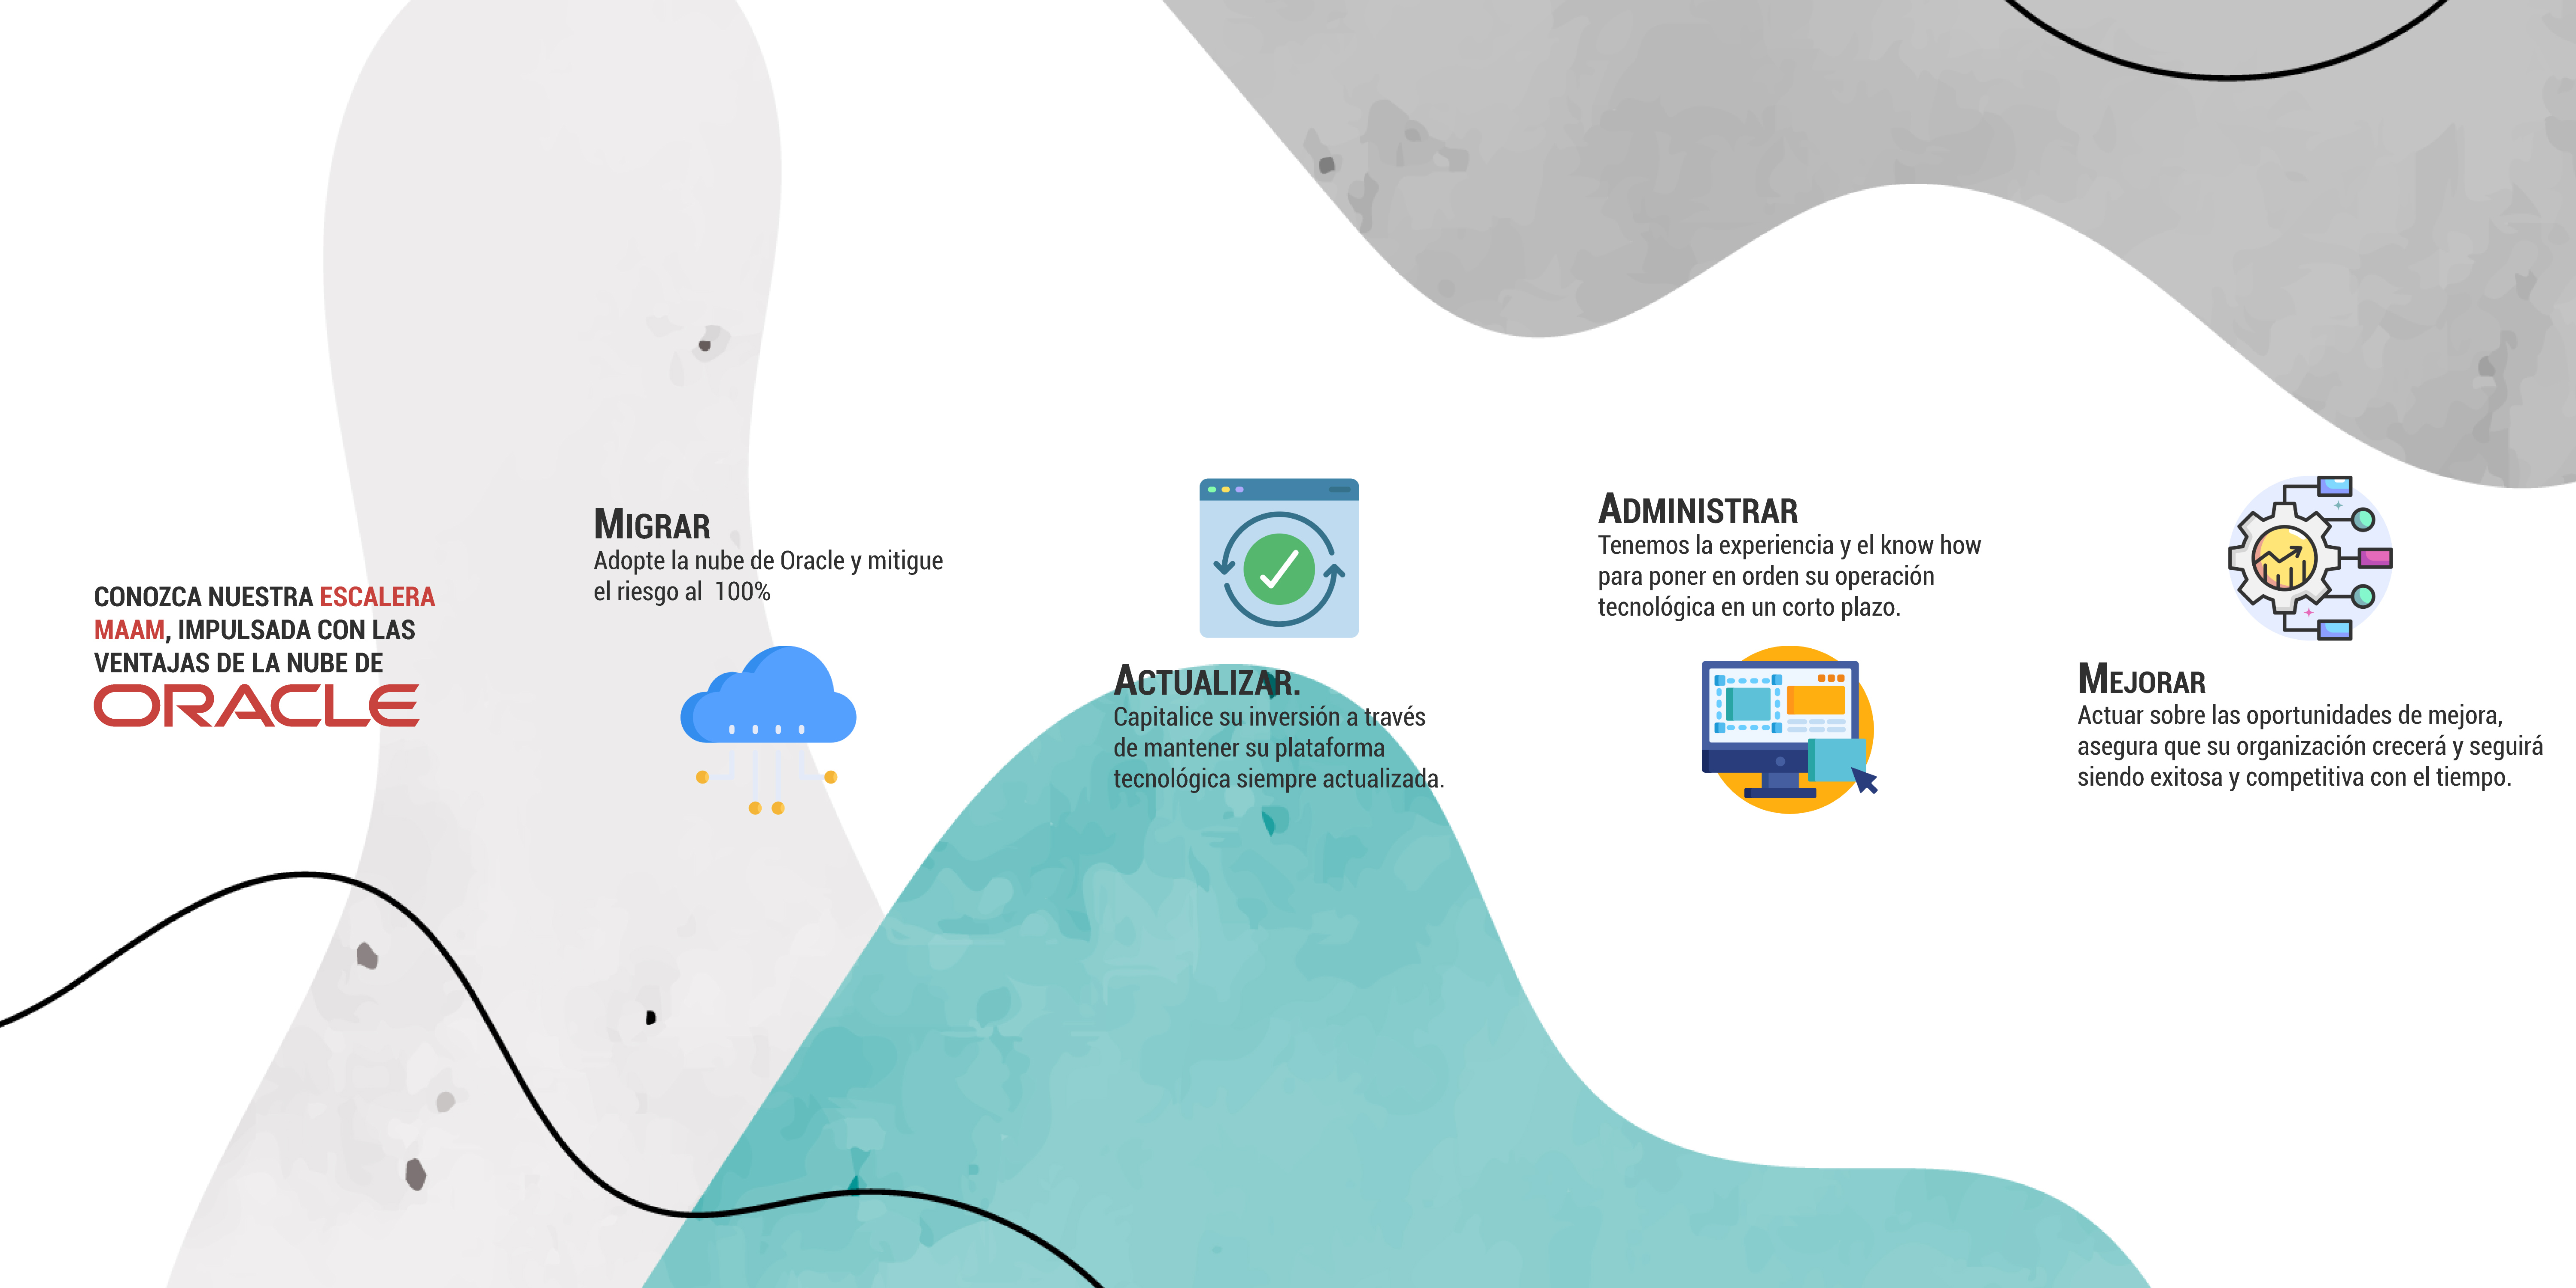 CONOZCA NUESTRA ESCALERA
MAAM, IMPULSADA CON LAS
VENTAJAS DE LA NUBE DE
ORACLE
MIGRAR
Adopte la nube de Oracle y mitigue
el riesgo al  100%
ACTUALIZAR.
Capitalice su inversión a través
de mantener su plataforma
tecnológica siempre actualizada.
ADMINISTRAR
Tenemos la experiencia y el know how
para poner en orden su operación
tecnológica en un corto plazo.
MEJORAR
Actuar sobre las oportunidades de mejora,
asegura que su organización crecerá y seguirá
siendo exitosa y competitiva con el tiempo.